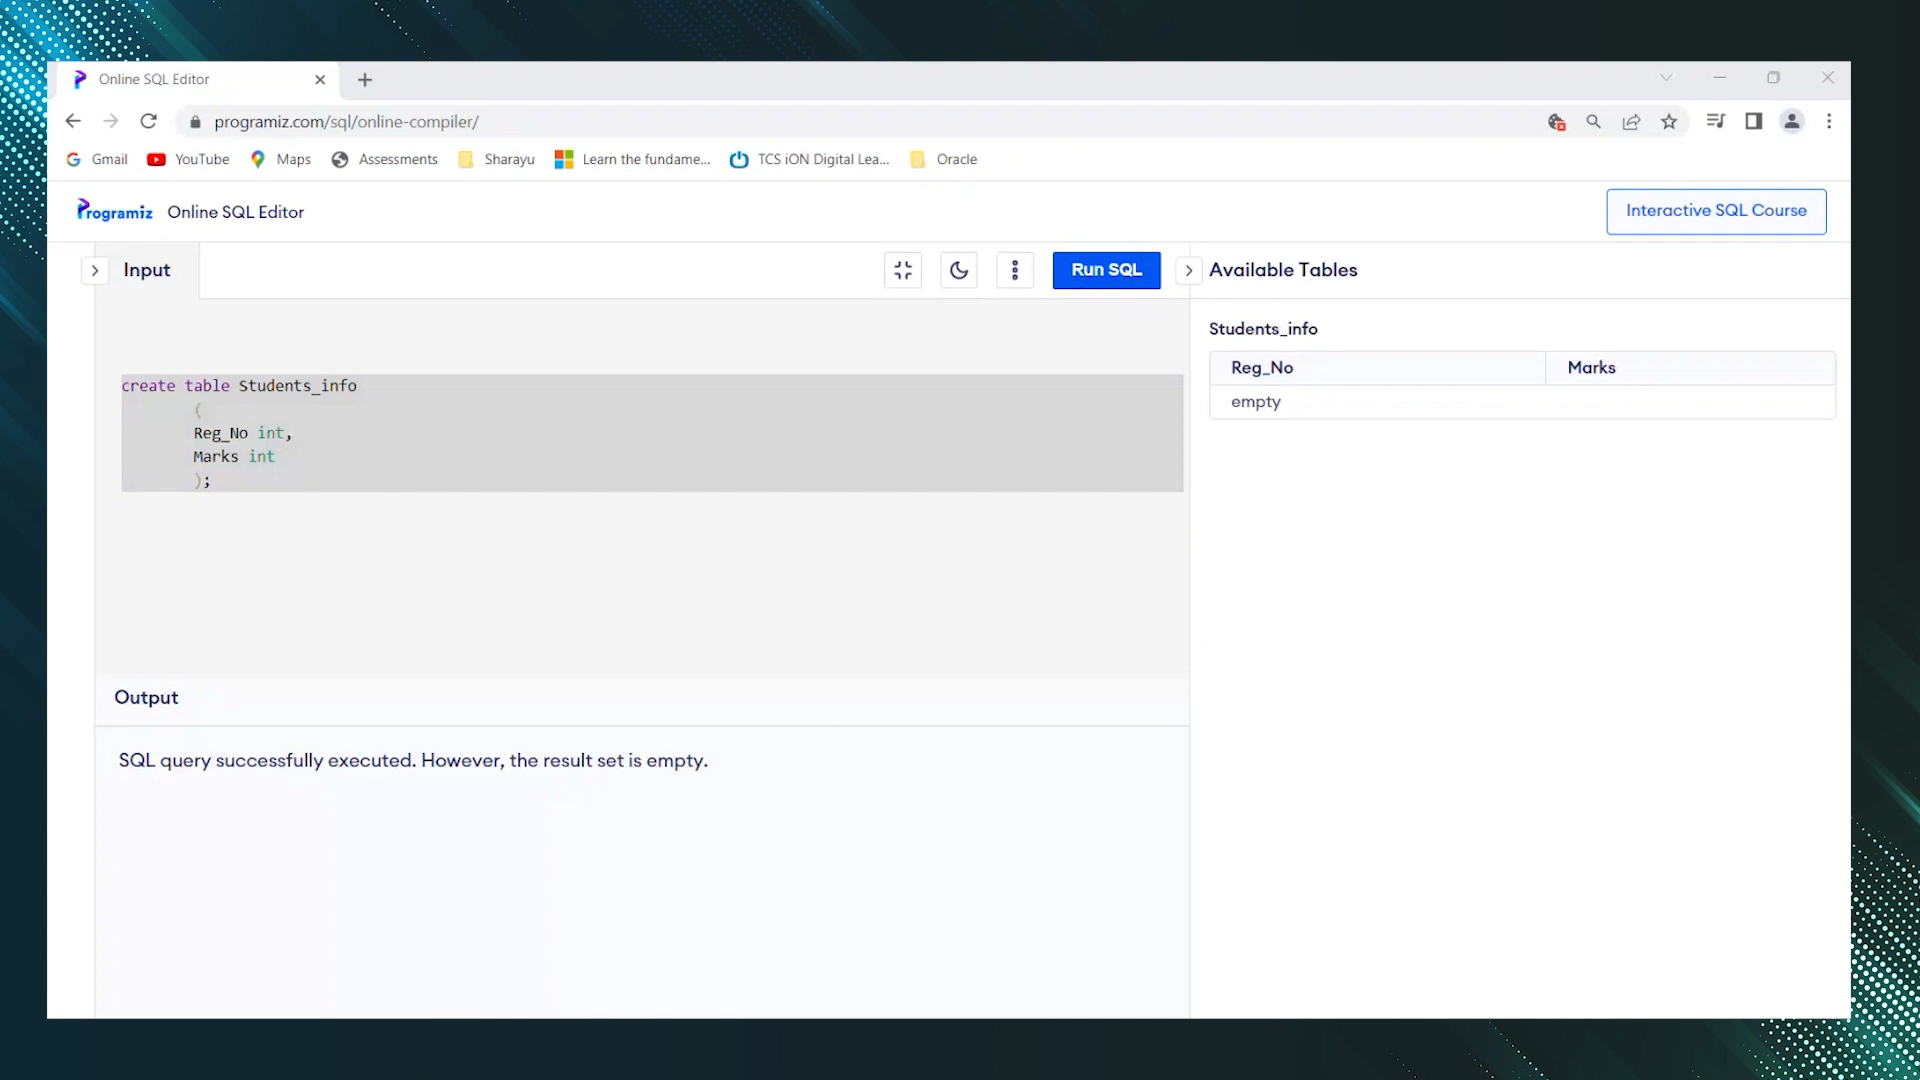 Online SQL Editor
programiz.com/sql/online-compiler/
Gmail YouTube Maps Assessments Sharayu Learn the fundame... TCS iON Digital Lea... Oracle
Programiz Online SQL Editor Interactive SQL Course
Input Run SQL Available Tables
Students_info
Reg_No Marks
empty
create table Students_info
(
Reg_No int,
Marks int
);
Output
SQL query successfully executed. However, the result set is empty.